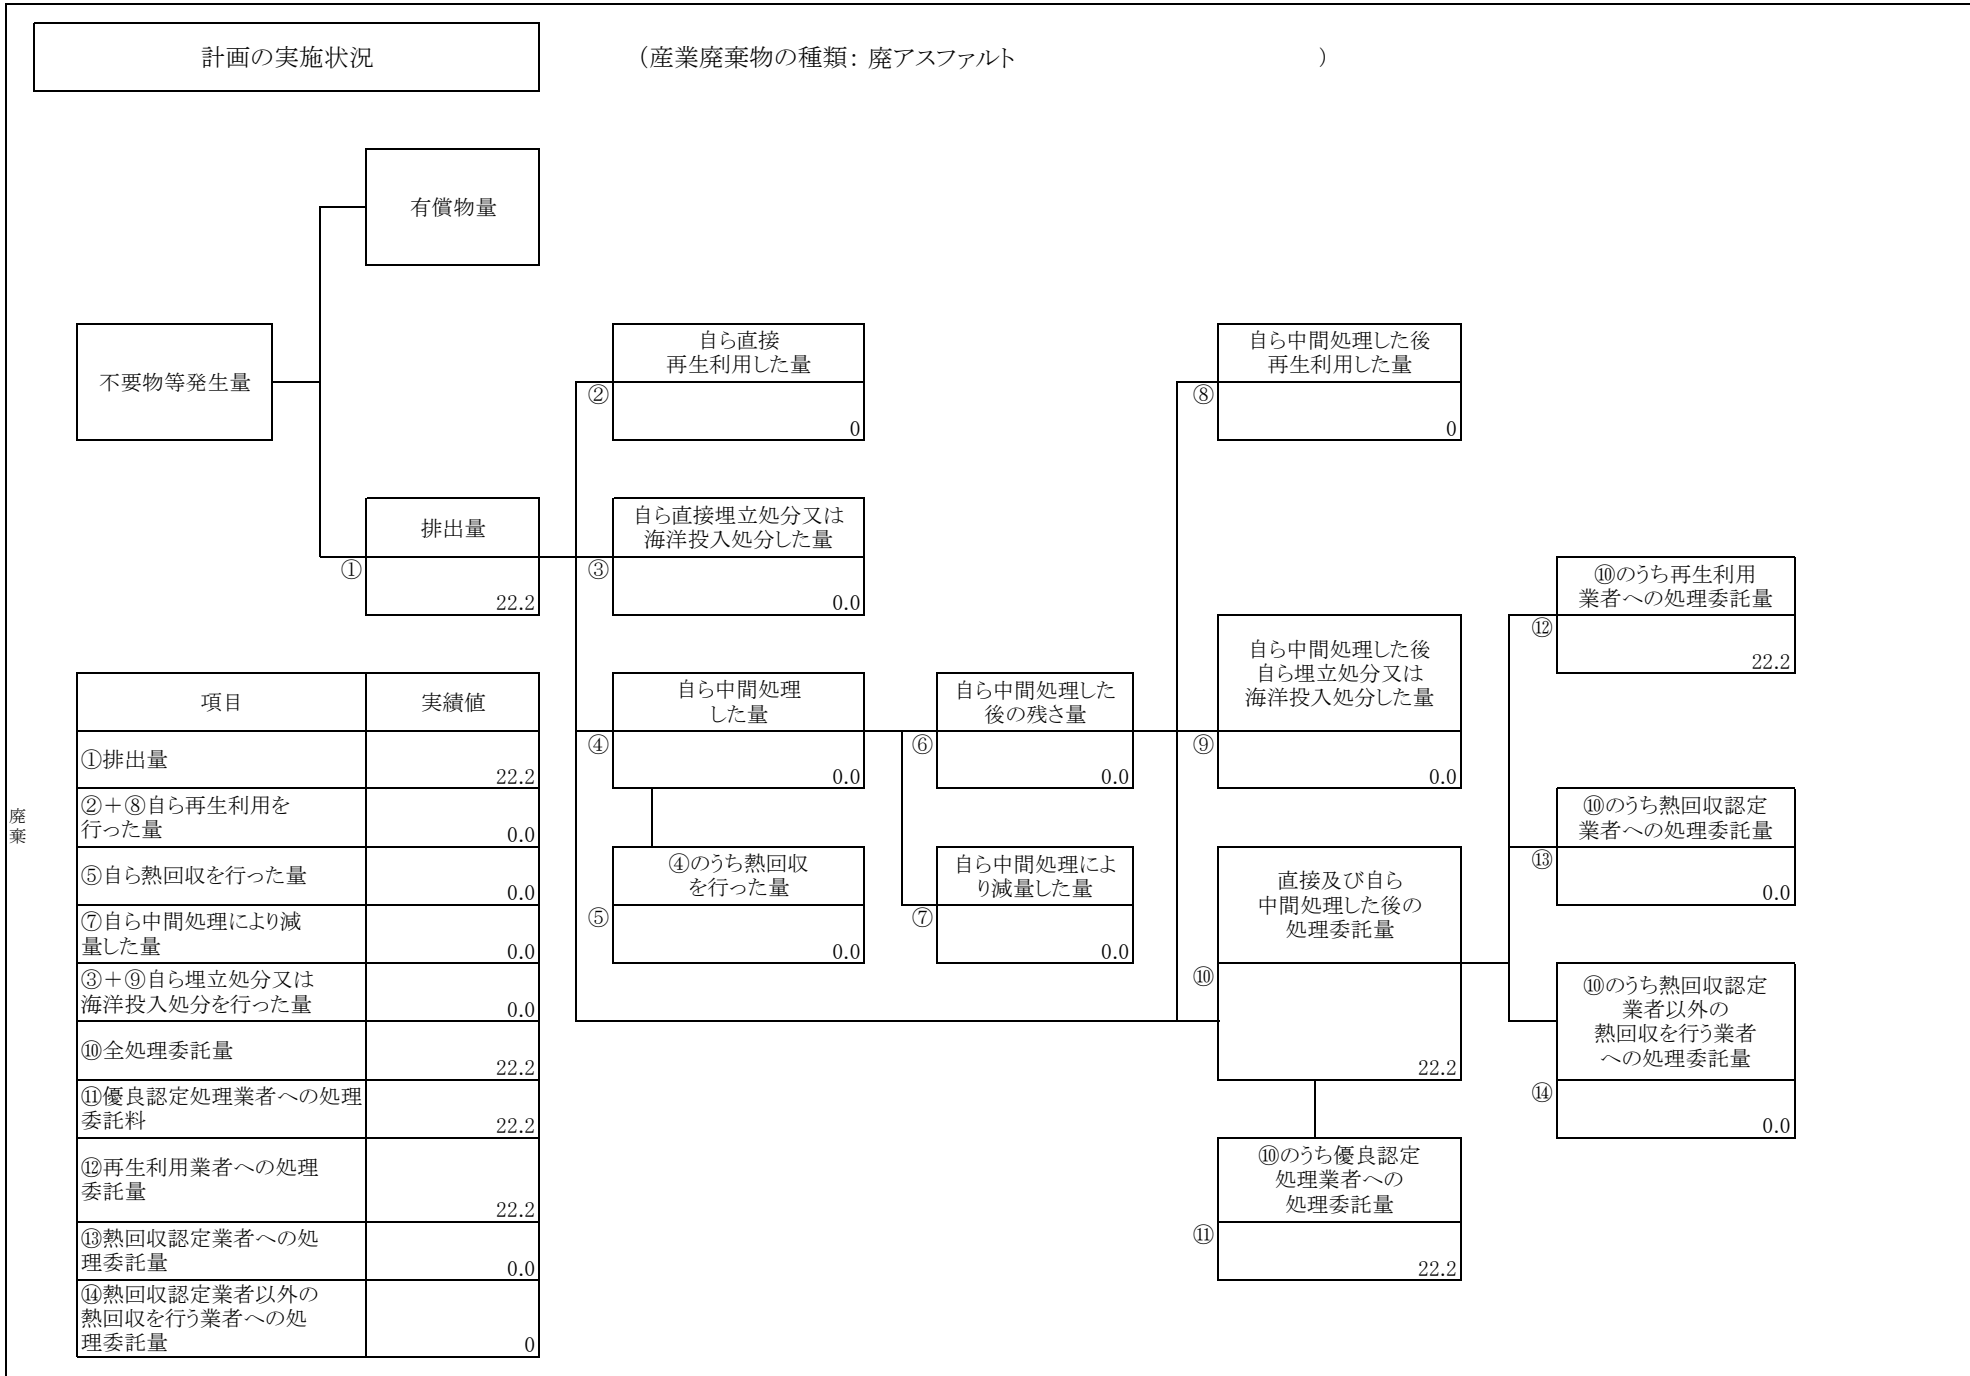 計画の実施状況
（産業廃棄物の種類：廃アスファルト　　　　　　　　　　　　）
有償物量
不要物等発生量
自ら直接
再生利用した量
②
0
自ら中間処理した後
再生利用した量
⑧
0
排出量
①
22.2
自ら直接埋立処分又は
海洋投入処分した量
③
0.0
⑩のうち再生利用
業者への処理委託量
⑫
22.2
自ら中間処理
した量
④
0.0
自ら中間処理した
後の残さ量
⑥
0.0
自ら中間処理した後
自ら埋立処分又は
海洋投入処分した量
⑨
0.0
⑩のうち熱回収認定
業者への処理委託量
⑬
0.0
④のうち熱回収
を行った量
⑤
0.0
自ら中間処理によ
り減量した量
⑦
0.0
直接及び自ら
中間処理した後の
処理委託量
⑩
22.2
⑩のうち熱回収認定
業者以外の
熱回収を行う業者
への処理委託量
⑭
0.0
⑩のうち優良認定
処理業者への
処理委託量
⑪
22.2
項目 実績値
①排出量
22.2
②＋⑧自ら再生利用を
行った量 0.0
⑤自ら熱回収を行った量
0.0
⑦自ら中間処理により減
量した量 0.0
③＋⑨自ら埋立処分又は
海洋投入処分を行った量 0.0
⑩全処理委託量
22.2
⑪優良認定処理業者への処理
委託料 22.2
⑫再生利用業者への処理
委託量
22.2
⑬熱回収認定業者への処
理委託量 0.0
⑭熱回収認定業者以外の
熱回収を行う業者への処
理委託量 0
廃
棄